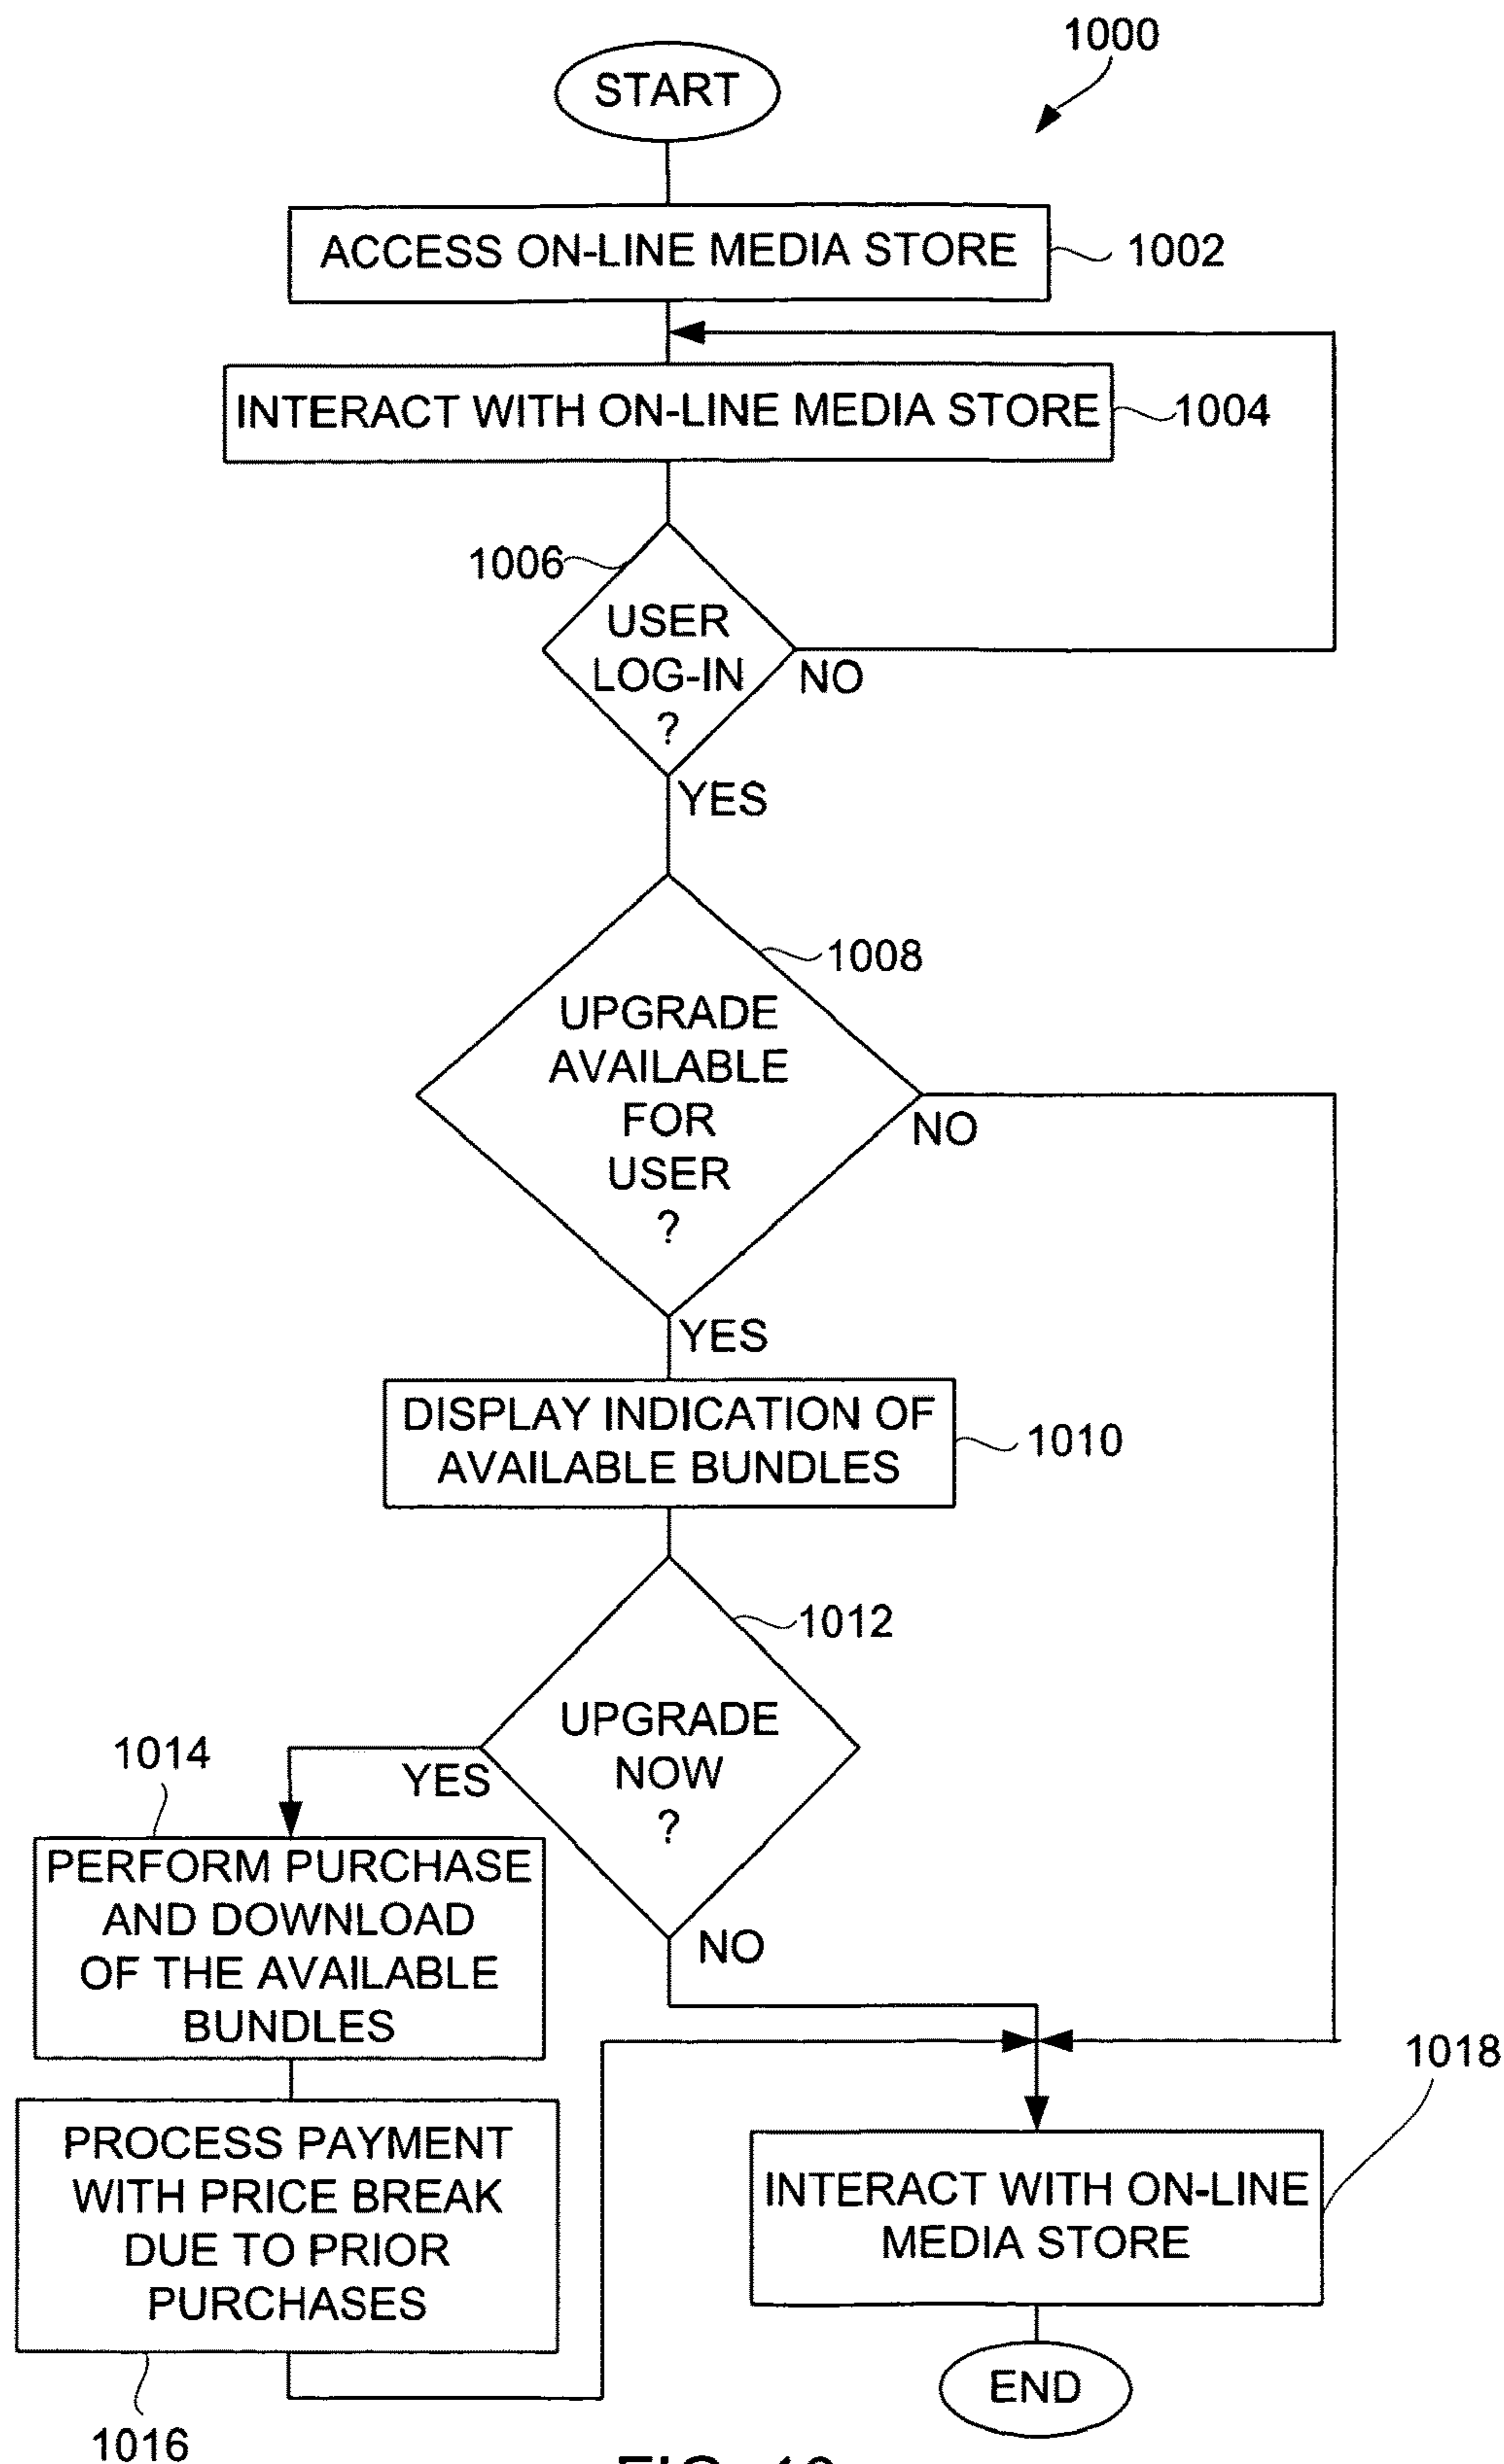 1000
START
ACCESS ON-LINE MEDIA STORE
1002
INTERACT WITH ON-LINE MEDIA STORE
1004
1006
USER
LOG-IN
?
NO
YES
1008
UPGRADE
AVAILABLE
FOR
USER
?
NO
YES
DISPLAY INDICATION OF
AVAILABLE BUNDLES
1010
1012
UPGRADE
NOW
?
YES
NO
1014
PERFORM PURCHASE
AND DOWNLOAD
OF THE AVAILABLE
BUNDLES
PROCESS PAYMENT
WITH PRICE BREAK
DUE TO PRIOR
PURCHASES
1016
1018
INTERACT WITH ON-LINE
MEDIA STORE
END